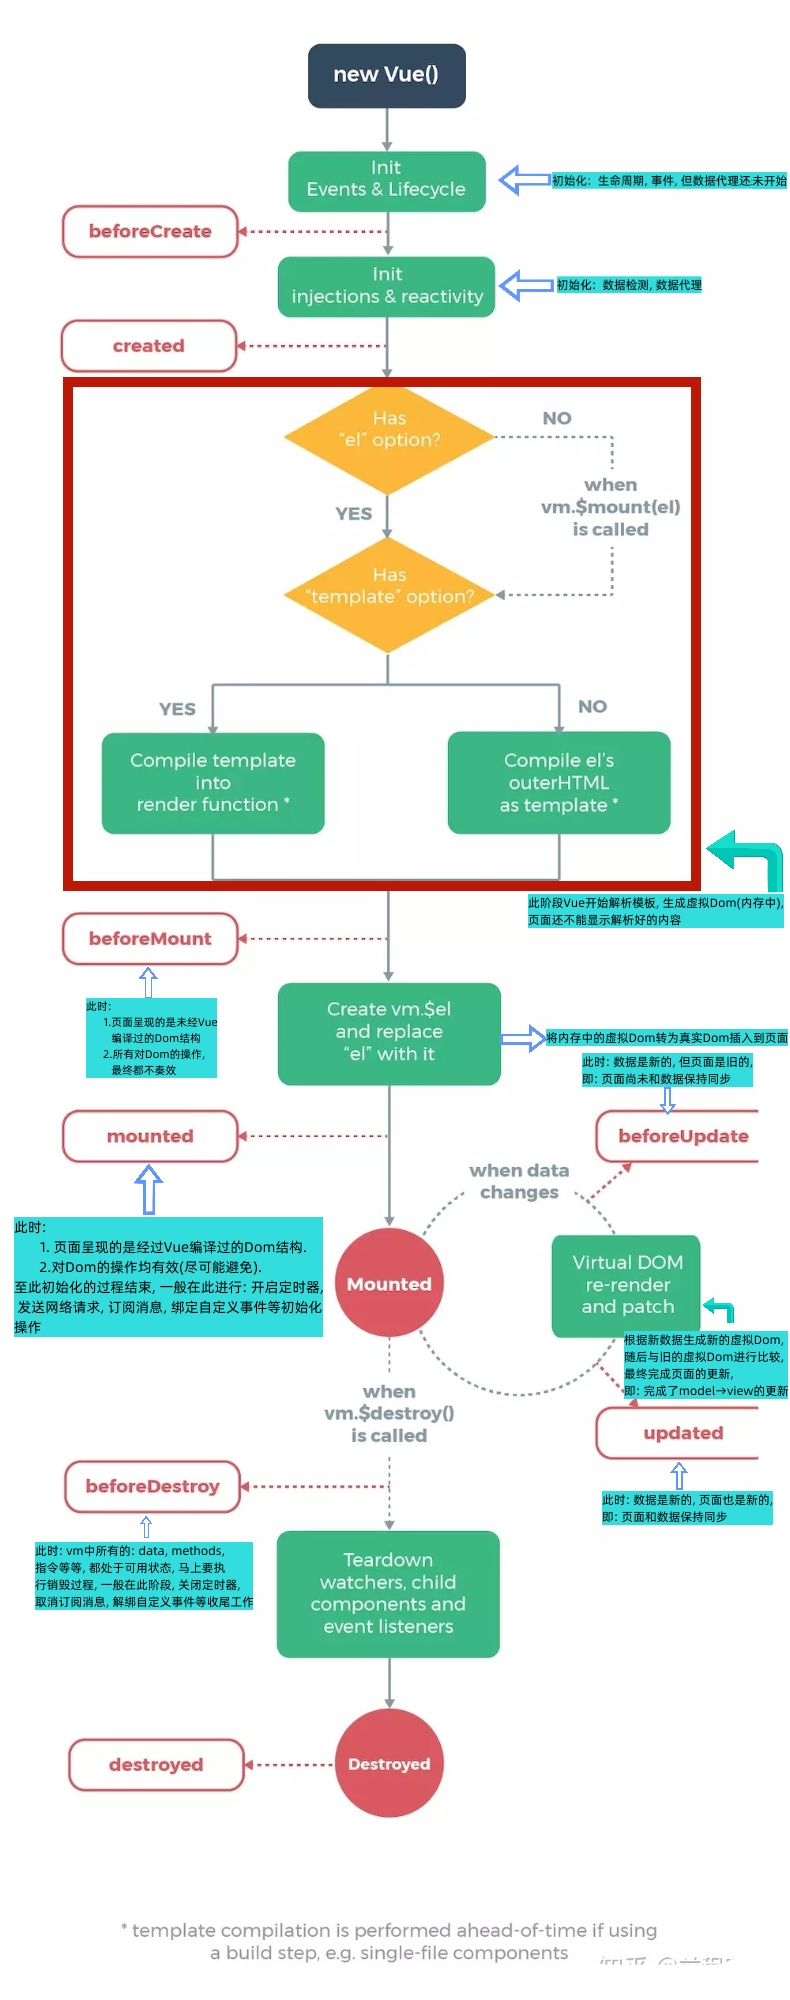 new Vue()
Init
Events & Lifecycle
初始化：生命周期, 事件, 但数据代理还未开始
beforeCreate
Init
injections & reactivity
初始化：数据检测, 数据代理
created
Has
“el” option?
NO
when
vm.$mount(el)
is called
YES
Has
“template” option?
YES
NO
Compile template
into
render function *
Compile el's
outerHTML
as template *
此阶段Vue开始解析模板, 生成虚拟Dom(内存中),
页面还不能显示解析好的内容
beforeMount
此时:
1.页面呈现的是未经Vue
编译过的Dom结构
2.所有对Dom的操作,
最终都不奏效
Create vm.$el
and replace
“el” with it
将内存中的虚拟Dom转为真实Dom插入到页面
此时: 数据是新的, 但页面是旧的,
即: 页面尚未和数据保持同步
mounted
beforeUpdate
此时:
1. 页面呈现的是经过Vue编译过的Dom结构.
2.对Dom的操作均有效(尽可能避免).
至此初始化的过程结束, 一般在此进行: 开启定时器,
发送网络请求, 订阅消息, 绑定自定义事件等初始化
操作
when data
changes
Mounted
Virtual DOM
re-render
and patch
根据新数据生成新的虚拟Dom,
随后与旧的虚拟Dom进行比较,
最终完成页面的更新,
即: 完成了model→view的更新
when
vm.$destroy()
is called
updated
此时: 数据是新的, 页面也是新的,
即: 页面和数据保持同步
beforeDestroy
此时: vm中所有的: data, methods,
指令等等, 都处于可用状态, 马上要执
行销毁过程, 一般在此阶段, 关闭定时器,
取消订阅消息, 解绑自定义事件等收尾工作
Teardown
watchers, child
components and
event listeners
destroyed
Destroyed
* template compilation is performed ahead-of-time if using
a build step, e.g. single-file components